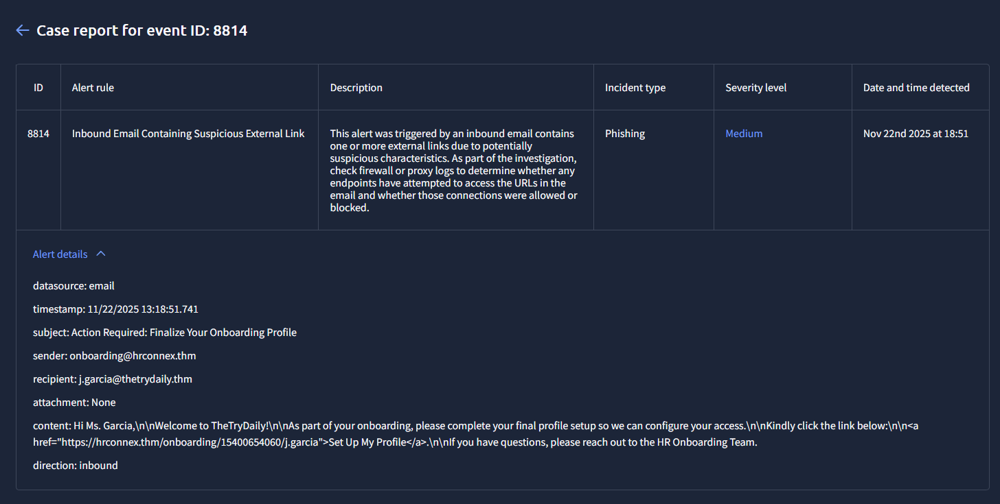 Case report for event ID: 8814
ID
Alert rule
Description
Incident type
Severity level
Date and time detected
8814
Inbound Email Containing Suspicious External Link
This alert was triggered by an inbound email contains
one or more external links due to potentially
suspicious characteristics. As part of the investigation,
check firewall or proxy logs to determine whether any
endpoints have attempted to access the URLs in the
email and whether those connections were allowed or
blocked.
Phishing
Medium
Nov 22nd 2025 at 18:51
Alert details
datasource: email
timestamp: 11/22/2025 13:18:51.741
subject: Action Required: Finalize Your Onboarding Profile
sender: onboarding@hrconnex.thm
recipient: j.garcia@thetrydaily.thm
attachment: None
content: Hi Ms. Garcia,\n\nWelcome to TheTryDaily!\n\nAs part of your onboarding, please complete your final profile setup so we can configure your access.\n\nKindly click the link below:\n\n<a
href="https://hrconnex.thm/onboarding/15400654060/j.garcia">Set Up My Profile</a>.\n\nIf you have questions, please reach out to the HR Onboarding Team.
direction: inbound